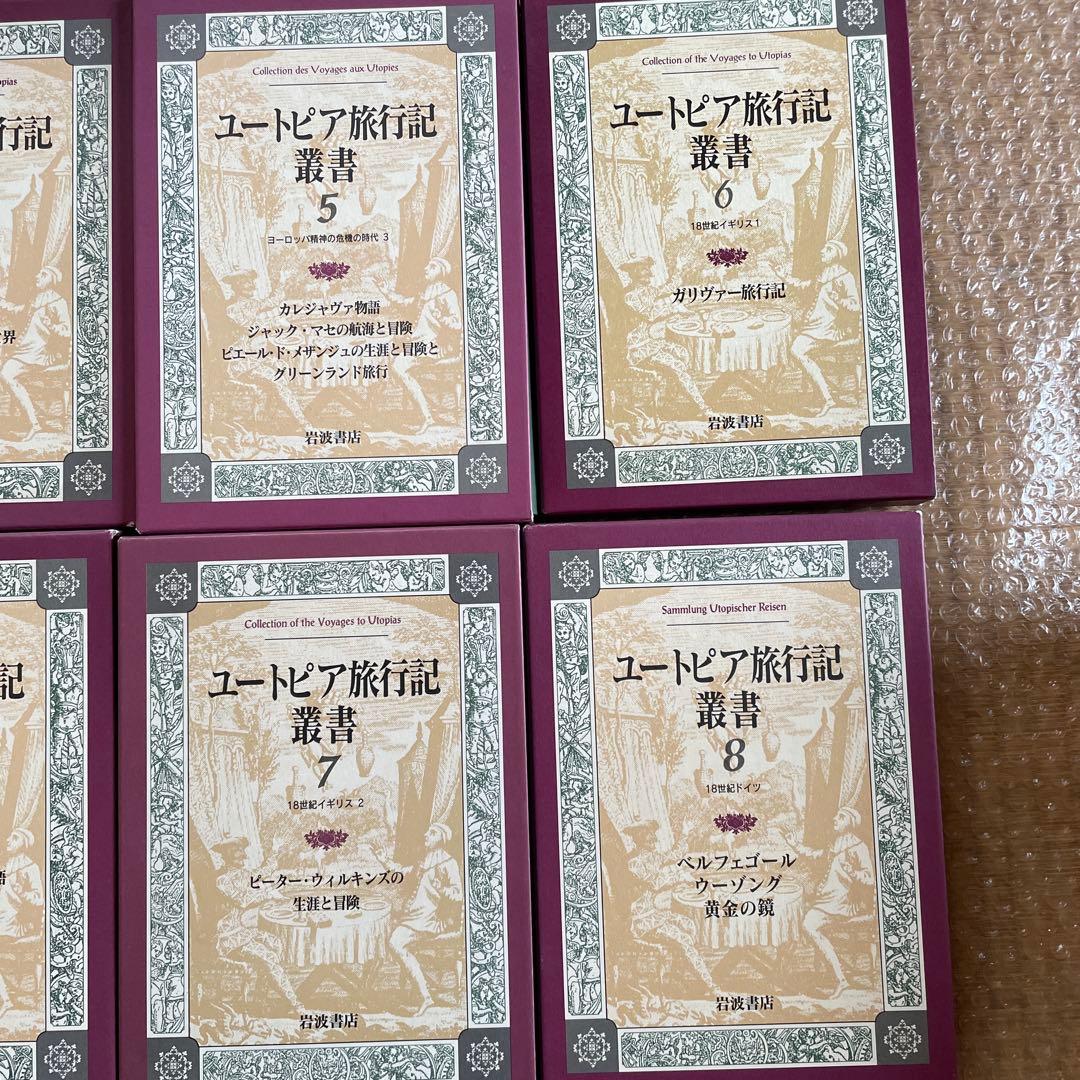 opias
行記
界
Collection des Voyages aux Utopies
ユートピア旅行記
叢書
5
ヨーロッパ精神の危機の時代 3
カレジャヴァ物語
ジャック・マセの航海と冒険
ピエール・ド・メザンジュの生涯と冒険と
グリーンランド旅行
岩波書店
Collection of the Voyages to Utopias
ユートピア旅行記
叢書
6
18世紀イギリス 1
ガリヴァー旅行記
岩波書店
記
語
Collection of the Voyages to Utopias
ユートピア旅行記
叢書
7
18世紀イギリス 2
ピーター・ウィルキンズの
生涯と冒険
岩波書店
Sammlung Utopischer Reisen
ユートピア旅行記
叢書
8
18世紀ドイツ
ベルフェゴール
ウーゾング
黄金の鏡
岩波書店